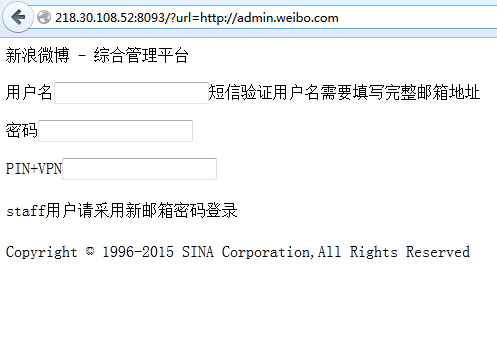 218.30.108.52:8093/?url=http://admin.weibo.com
新浪微博 - 综合管理平台
用户名 短信验证用户名需要填写完整邮箱地址
密码
PIN+VPN
staff用户请采用新邮箱密码登录
Copyright © 1996-2015 SINA Corporation,All Rights Reserved